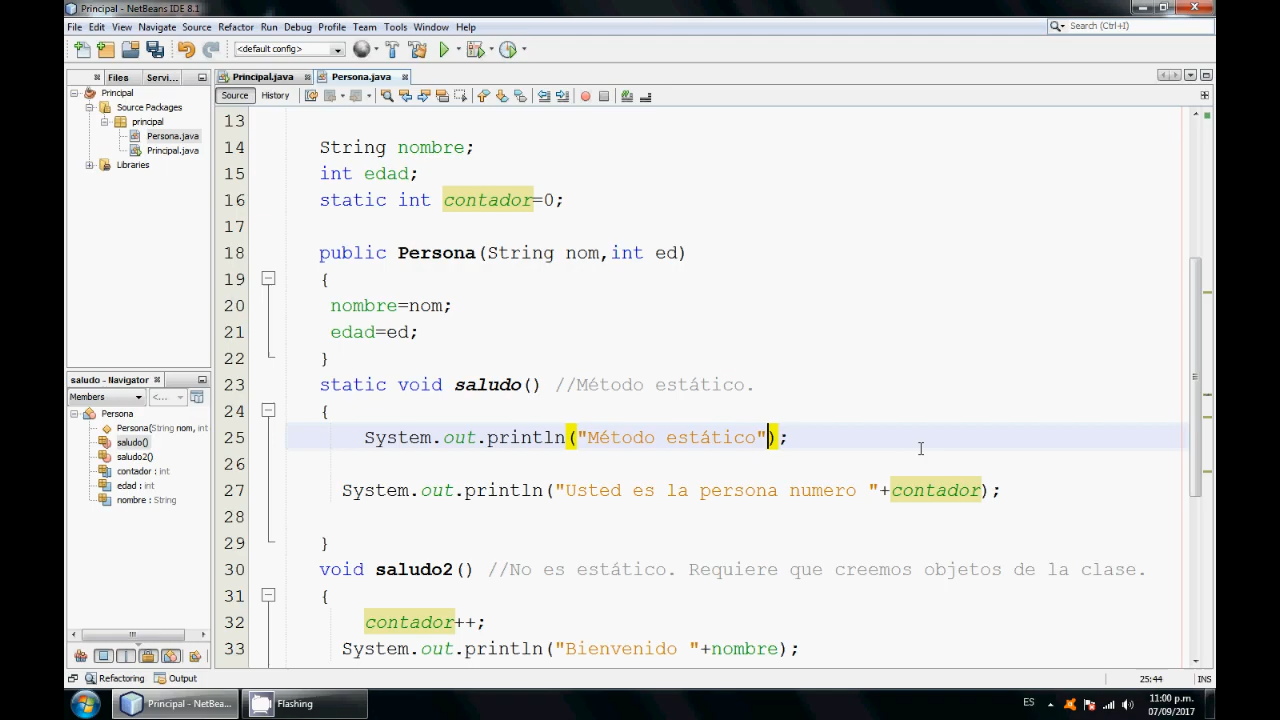 Principal - NetBeans IDE 8.1
File Edit View Navigate Source Refactor Run Debug Profile Team Tools Window Help
Search (Ctrl+I)
<default config>
Files Servi...
Principal.java Persona.java
Source History
Principal
Source Packages
principal
Persona.java
Principal.java
Libraries
13
14 String nombre;
15 int edad;
16 static int contador=0;
17
18 public Persona(String nom,int ed)
19 {
20 nombre=nom;
21 edad=ed;
22 }
23 static void saludo() //Método estático.
24 {
25 System.out.println("Método estático");
26
27 System.out.println("Usted es la persona numero "+contador);
28
29 }
30 void saludo2() //No es estático. Requiere que creemos objetos de la clase.
31 {
32 contador++;
33 System.out.println("Bienvenido "+nombre);
saludo - Navigator
Members <...
Persona
Persona(String nom, int
saludo()
saludo2()
contador : int
edad : int
nombre : String
Refactoring Output
25:44 INS
Principal - NetBea... Flashing
ES
11:00 p.m.
07/09/2017